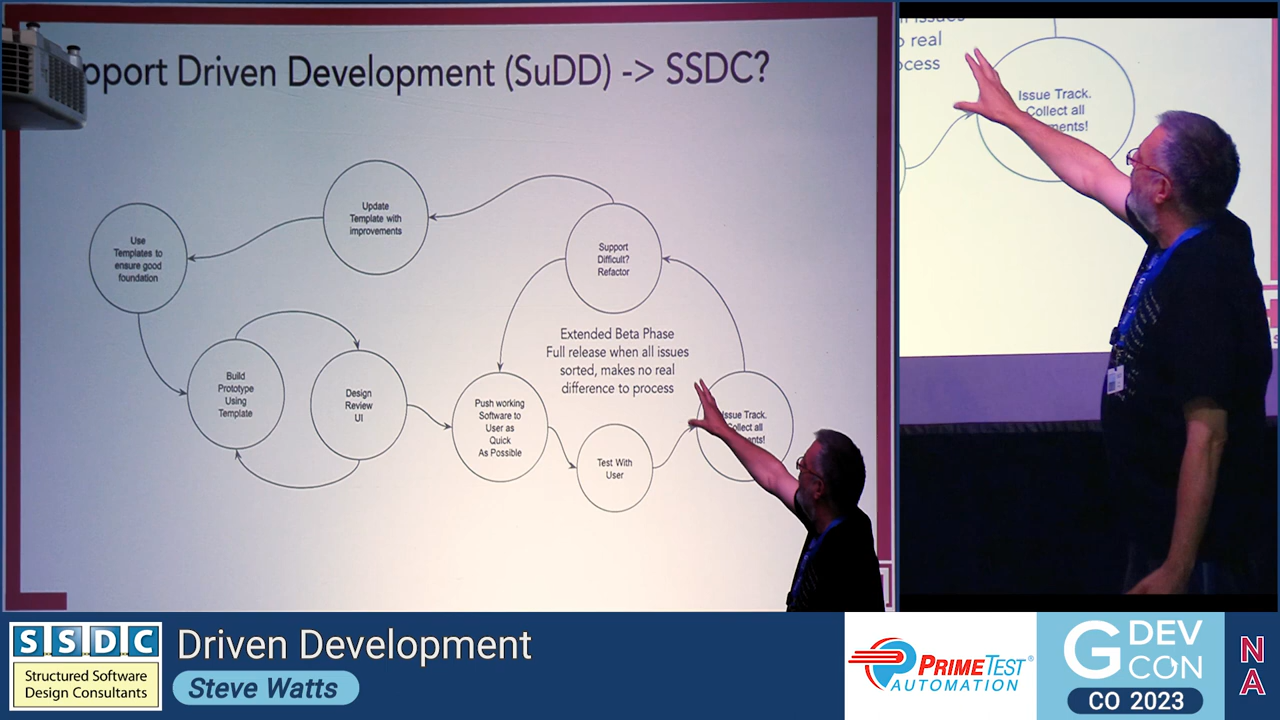 pport Driven Development (SuDD) -> SSDC?
Use
Templates to
ensure good
foundation
Update
Template with
improvements
Support
Difficult?
Refactor
Extended Beta Phase
Full release when all issues
sorted, makes no real
difference to process
Build
Prototype
Using
Template
Design
Review
UI
Push working
Software to
User as
Quick
As Possible
Test With
User
Issue Track.
Collect all
ents!
real
ocess
Issue Track.
Collect all
ments!
SSDC
Structured Software
Design Consultants
Driven Development
Steve Watts
PRIMETEST®
AUTOMATION
G DEV
CON
CO 2023
N
A